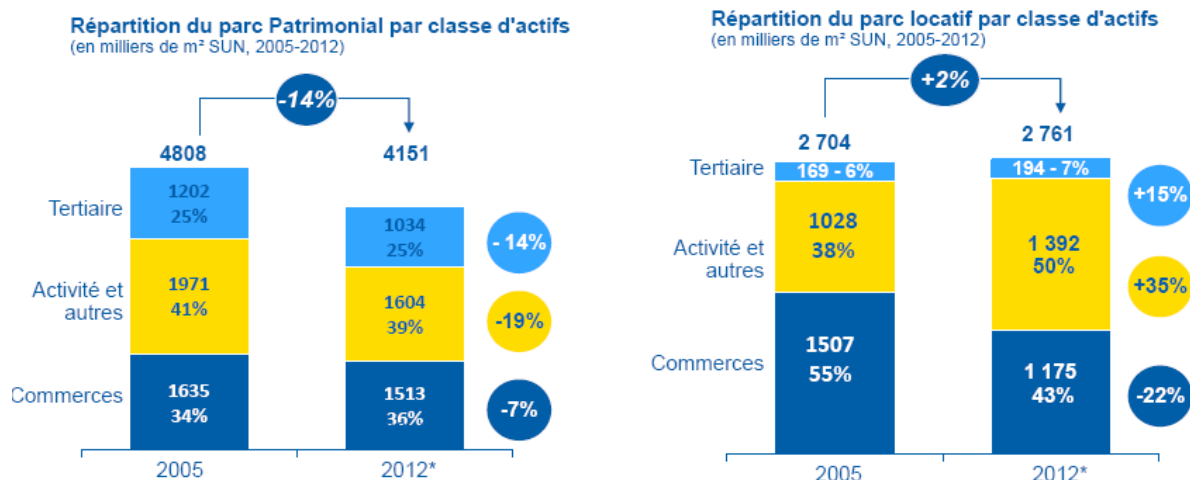 Répartition du parc Patrimonial par classe d'actifs
(en milliers de m² SUN, 2005-2012)
-14%
4808
4151
Tertiaire
1202
25%
1034
25%
- 14%
Activité et
autres
1971
41%
1604
39%
-19%
Commerces
1635
34%
1513
36%
-7%
2005
2012*
Répartition du parc locatif par classe d'actifs
(en milliers de m² SUN, 2005-2012)
+2%
2 704
2 761
Tertiaire
169 - 6%
194 - 7%
+15%
Activité et
autres
1028
38%
1 392
50%
+35%
Commerces
1507
55%
1 175
43%
-22%
2005
2012*